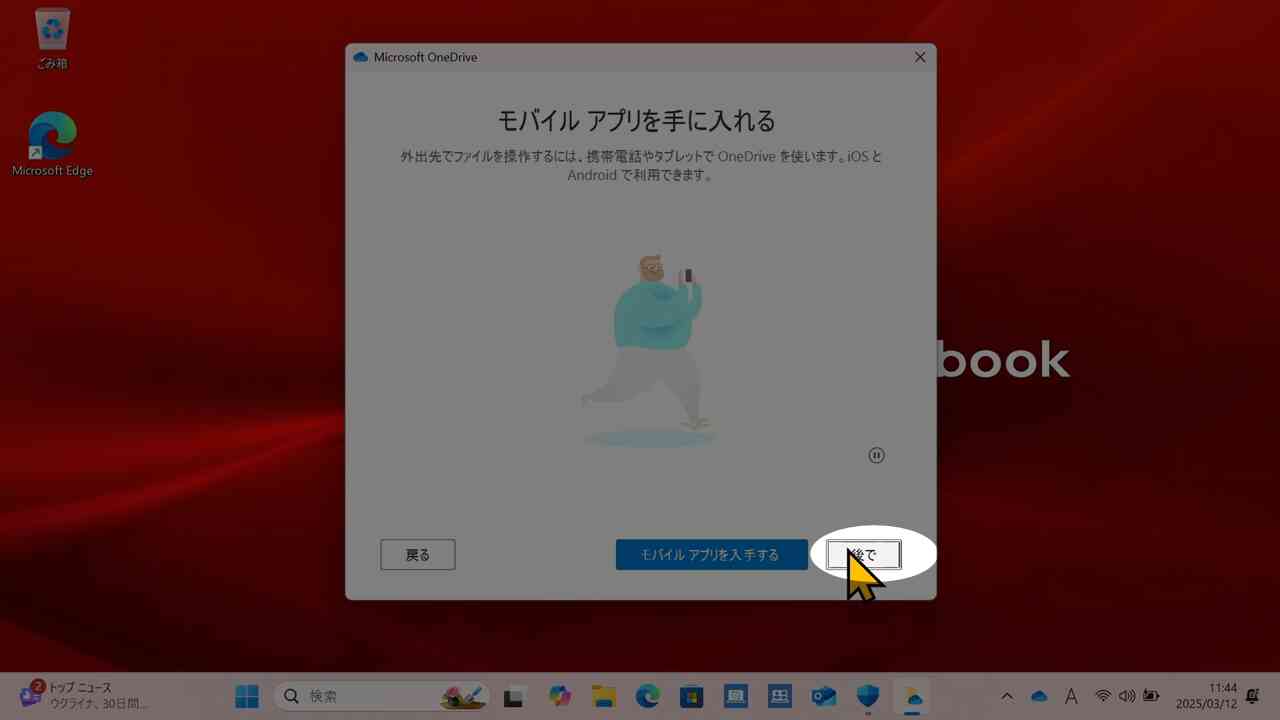 ごみ箱
Microsoft Edge
Microsoft OneDrive
モバイル アプリを手に入れる
外出先でファイルを操作するには、携帯電話やタブレットで OneDrive を使います。iOS と
Android で利用できます。
book
戻る
モバイル アプリを入手する
後で
2
トップ ニュース
ウクライナ、30日間...
検索
A
11:44
2025/03/12